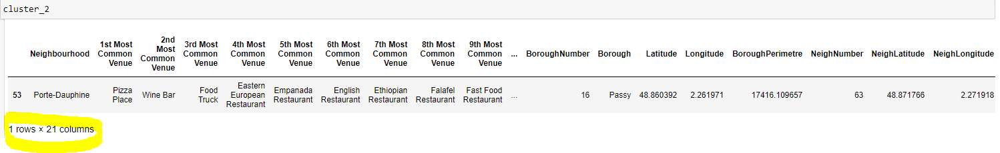 cluster_2
Neighbourhood 1st Most Common Venue 2nd Most Common Venue 3rd Most Common Venue 4th Most Common Venue 5th Most Common Venue 6th Most Common Venue 7th Most Common Venue 8th Most Common Venue 9th Most Common Venue ... BoroughNumber Borough Latitude Longitude BoroughPerimetre NeighNumber NeighLatitude NeighLongitude
53 Porte-Dauphine Pizza Place Wine Bar Food Truck Eastern European Restaurant Empanada Restaurant English Restaurant Ethiopian Restaurant Falafel Restaurant Fast Food Restaurant ... 16 Passy 48.860392 2.261971 17416.109657 63 48.871766 2.271918
1 rows × 21 columns